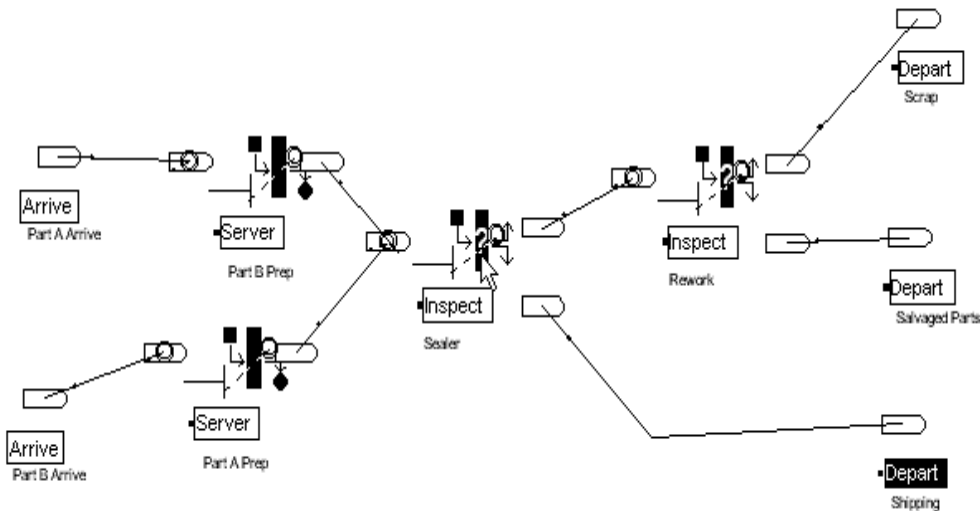 Depart
Scrap
Arrive
Part A Arrive
Server
Part B Prep
Inspect
Rework
Inspect
Sealer
Depart
Salvaged Parts
Arrive
Part B Arrive
Server
Part A Prep
Depart
Shipping